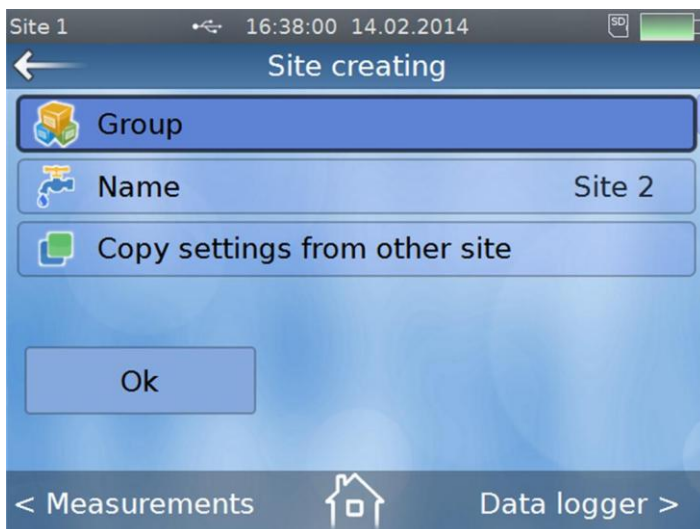 Site 1 16:38:00 14.02.2014 SD
Site creating
Group
Name Site 2
Copy settings from other site
Ok
< Measurements Data logger >